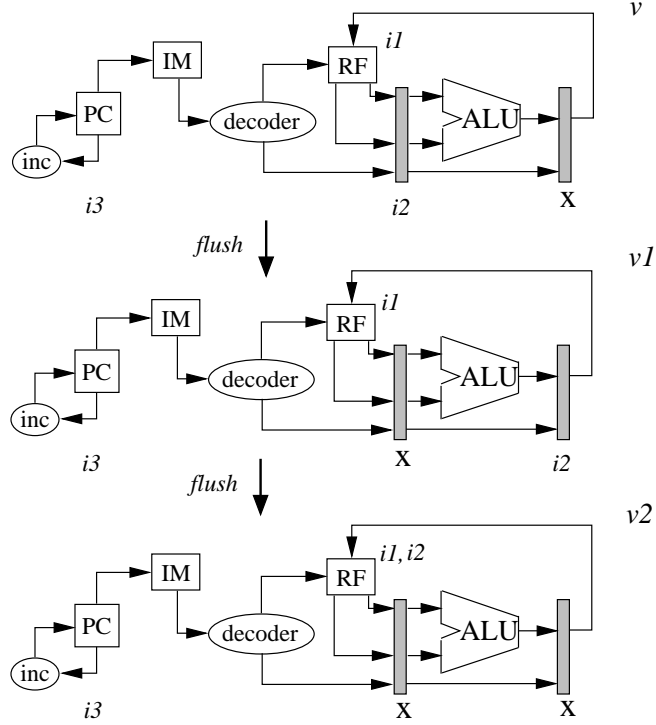 v
i1
IM
RF
PC
decoder
ALU
inc
i3
i2
X
flush
v1
i1
IM
RF
PC
decoder
ALU
inc
i3
X
i2
flush
v2
i1, i2
IM
RF
PC
decoder
ALU
inc
i3
X
X